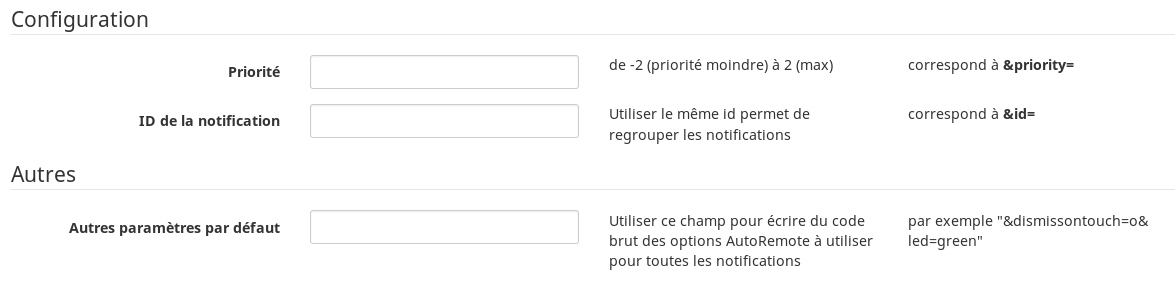 Configuration
Priorité
de -2 (priorité moindre) à 2 (max)
correspond à &priority=
ID de la notification
Utiliser le même id permet de
regrouper les notifications
correspond à &id=
Autres
Autres paramètres par défaut
Utiliser ce champ pour écrire du code
brut des options AutoRemote à utiliser
pour toutes les notifications
par exemple "&dismissontouch=o&
led=green"